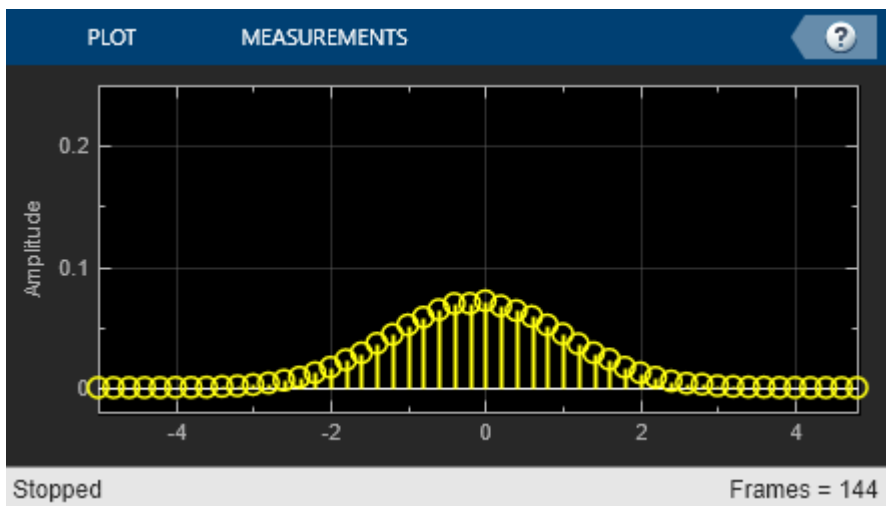 PLOT MEASUREMENTS ?
0.2
0.1
0
Amplitude
-4 -2 0 2 4
Stopped Frames = 144